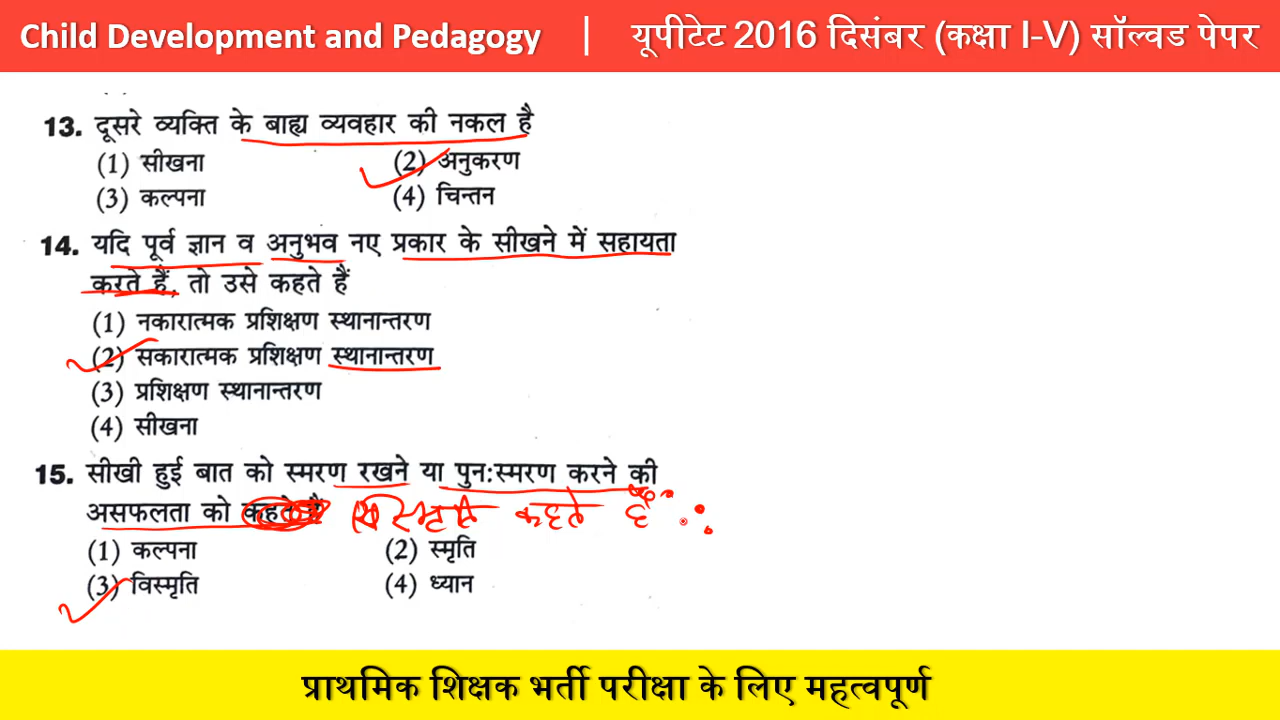 Child Development and Pedagogy | यूपीटेट 2016 दिसंबर (कक्षा I-V) सॉल्वड पेपर
13. दूसरे व्यक्ति के बाह्य व्यवहार की नकल है
(1) सीखना (2) अनुकरण
(3) कल्पना (4) चिन्तन
14. यदि पूर्व ज्ञान व अनुभव नए प्रकार के सीखने में सहायता
करते हैं, तो उसे कहते हैं
(1) नकारात्मक प्रशिक्षण स्थानान्तरण
(2) सकारात्मक प्रशिक्षण स्थानान्तरण
(3) प्रशिक्षण स्थानान्तरण
(4) सीखना
15. सीखी हुई बात को स्मरण रखने या पुनःस्मरण करने की
असफलता को कहते हैं कहते हैं
(1) कल्पना (2) स्मृति
(3) विस्मृति (4) ध्यान
प्राथमिक शिक्षक भर्ती परीक्षा के लिए महत्वपूर्ण